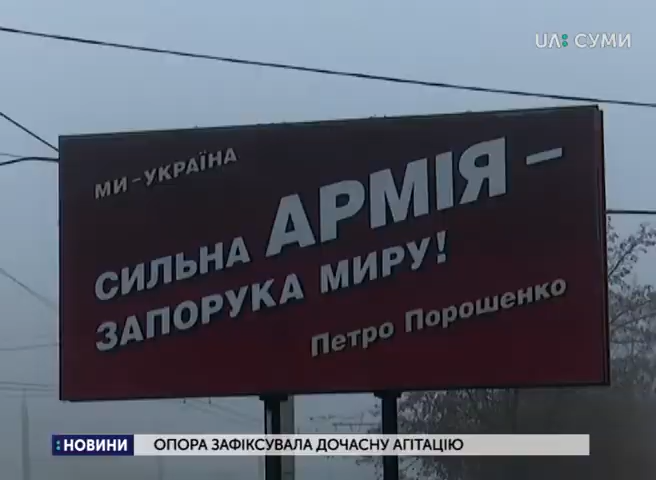 UA: СУМИ
МИ – УКРАЇНА
СИЛЬНА АРМІЯ –
ЗАПОРУКА МИРУ!
Петро Порошенко
НОВИНИ
ОПОРА ЗАФІКСУВАЛА ДОЧАСНУ АГІТАЦІЮ